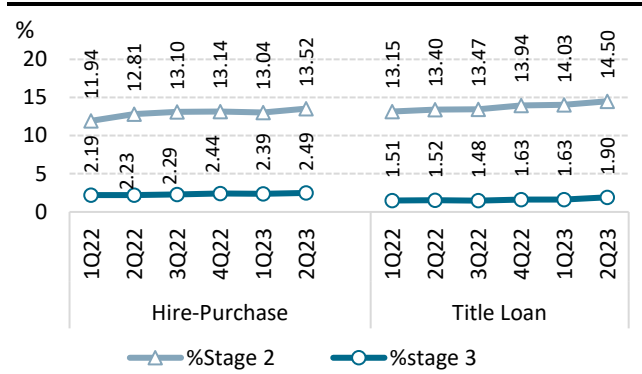 %
20
15
10
5
0
11.94 12.81 13.10 13.14 13.04 13.52 13.15 13.40 13.47 13.94 14.03 14.50
2.19 2.23 2.29 2.44 2.39 2.49 1.51 1.52 1.48 1.63 1.63 1.90
1Q22 2Q22 3Q22 4Q22 1Q23 2Q23 1Q22 2Q22 3Q22 4Q22 1Q23 2Q23
Hire-Purchase Title Loan
%Stage 2 %stage 3